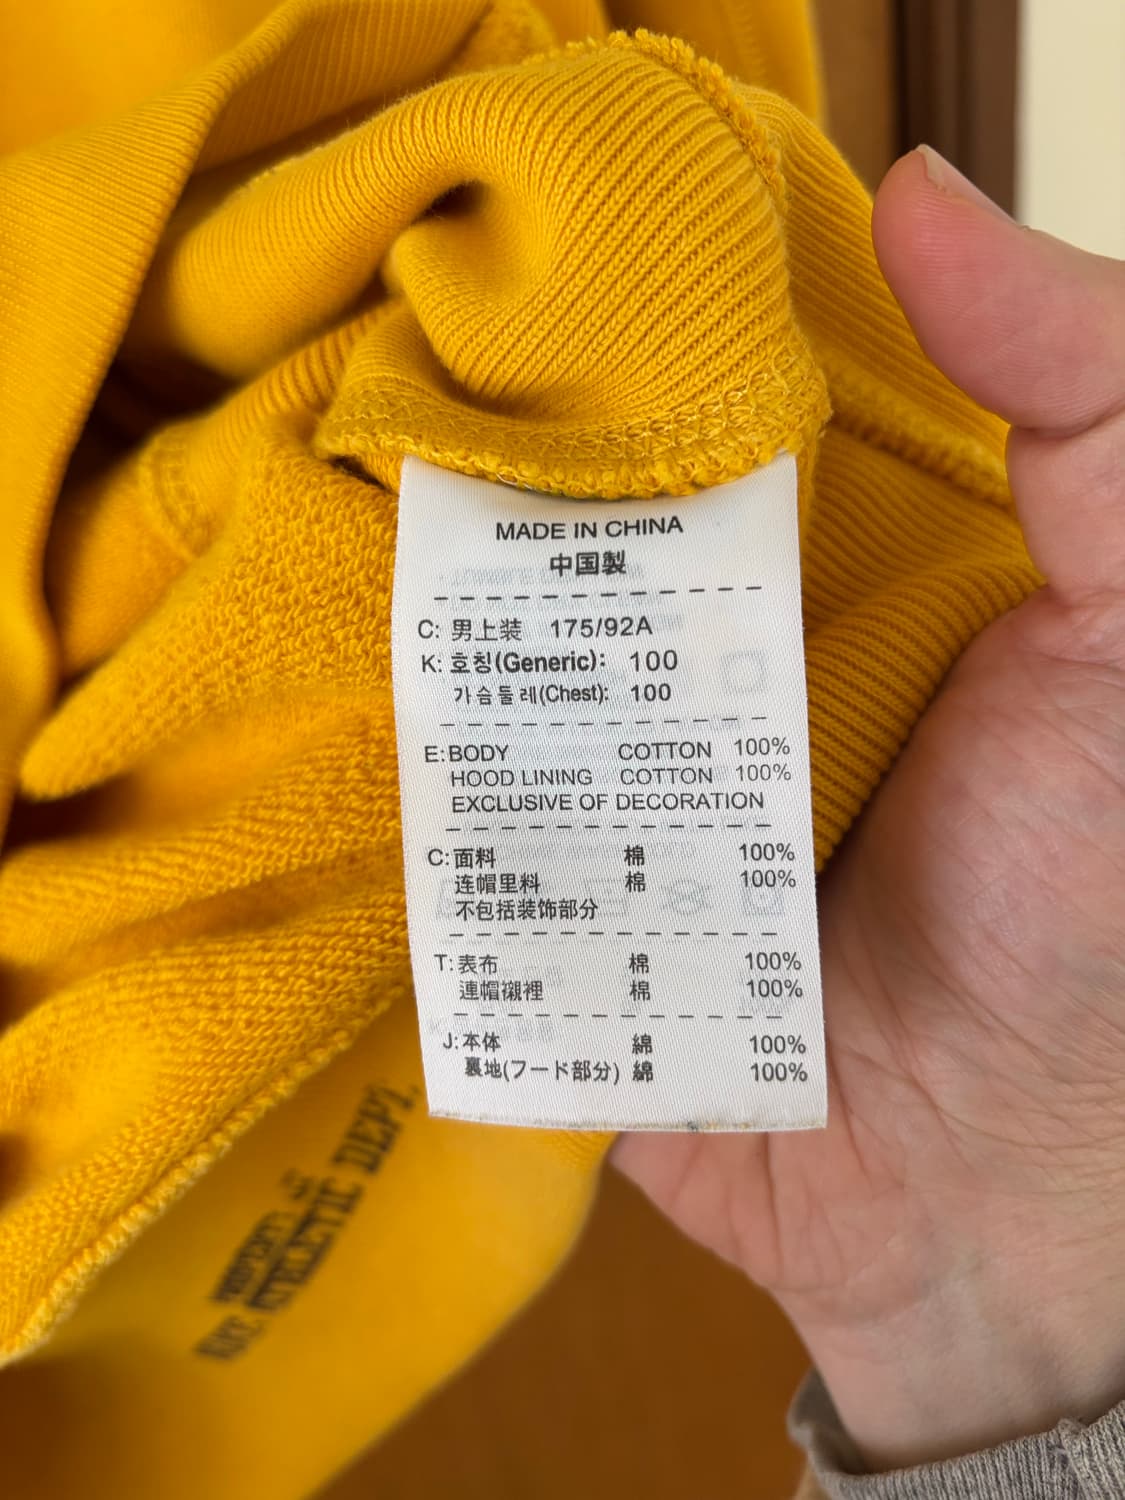 MADE IN CHINA
中国製
C: 男上装 175/92A
K: 호칭(Generic): 100
가슴둘레(Chest): 100
E: BODY COTTON 100%
HOOD LINING COTTON 100%
EXCLUSIVE OF DECORATION
C: 面料 棉 100%
连帽里料 棉 100%
不包括装饰部分
T: 表布 棉 100%
連帽襯裡 棉 100%
J: 本体 綿 100%
裏地(フード部分) 綿 100%
PROPERTY OF
ATHLETIC DEPT.